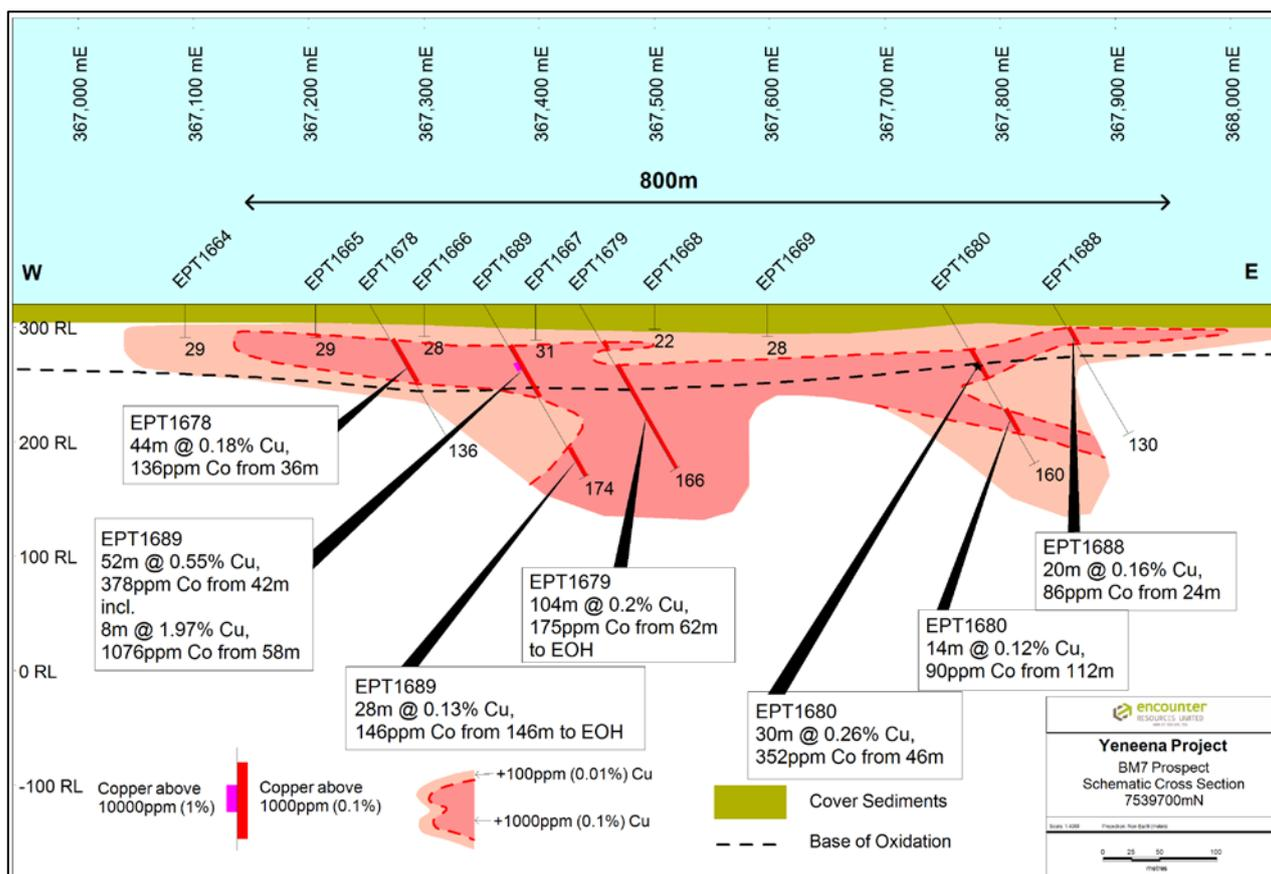 367,000 mE
367,100 mE
367,200 mE
367,300 mE
367,400 mE
367,500 mE
367,600 mE
367,700 mE
367,800 mE
367,900 mE
368,000 mE
800m
EPT1664
EPT1665
EPT1678
EPT1666
EPT1689
EPT1667
EPT1679
EPT1668
EPT1669
EPT1680
EPT1688
W
E
300 RL
29
29
28
31
22
28
200 RL
136
174
166
160
130
EPT1678
44m @ 0.18% Cu,
136ppm Co from 36m
100 RL
EPT1689
52m @ 0.55% Cu,
378ppm Co from 42m
incl.
8m @ 1.97% Cu,
1076ppm Co from 58m
EPT1679
104m @ 0.2% Cu,
175ppm Co from 62m
to EOH
EPT1688
20m @ 0.16% Cu,
86ppm Co from 24m
EPT1680
14m @ 0.12% Cu,
90ppm Co from 112m
0 RL
EPT1689
28m @ 0.13% Cu,
146ppm Co from 146m to EOH
EPT1680
30m @ 0.26% Cu,
352ppm Co from 46m
-100 RL
Copper above
10000ppm (1%)
Copper above
1000ppm (0.1%)
+100ppm (0.01%) Cu
+1000ppm (0.1%) Cu
Cover Sediments
Base of Oxidation
encounter
RESOURCES LIMITED
Yeneena Project
BM7 Prospect
Schematic Cross Section
7539700mN
0 25 50 100
metres